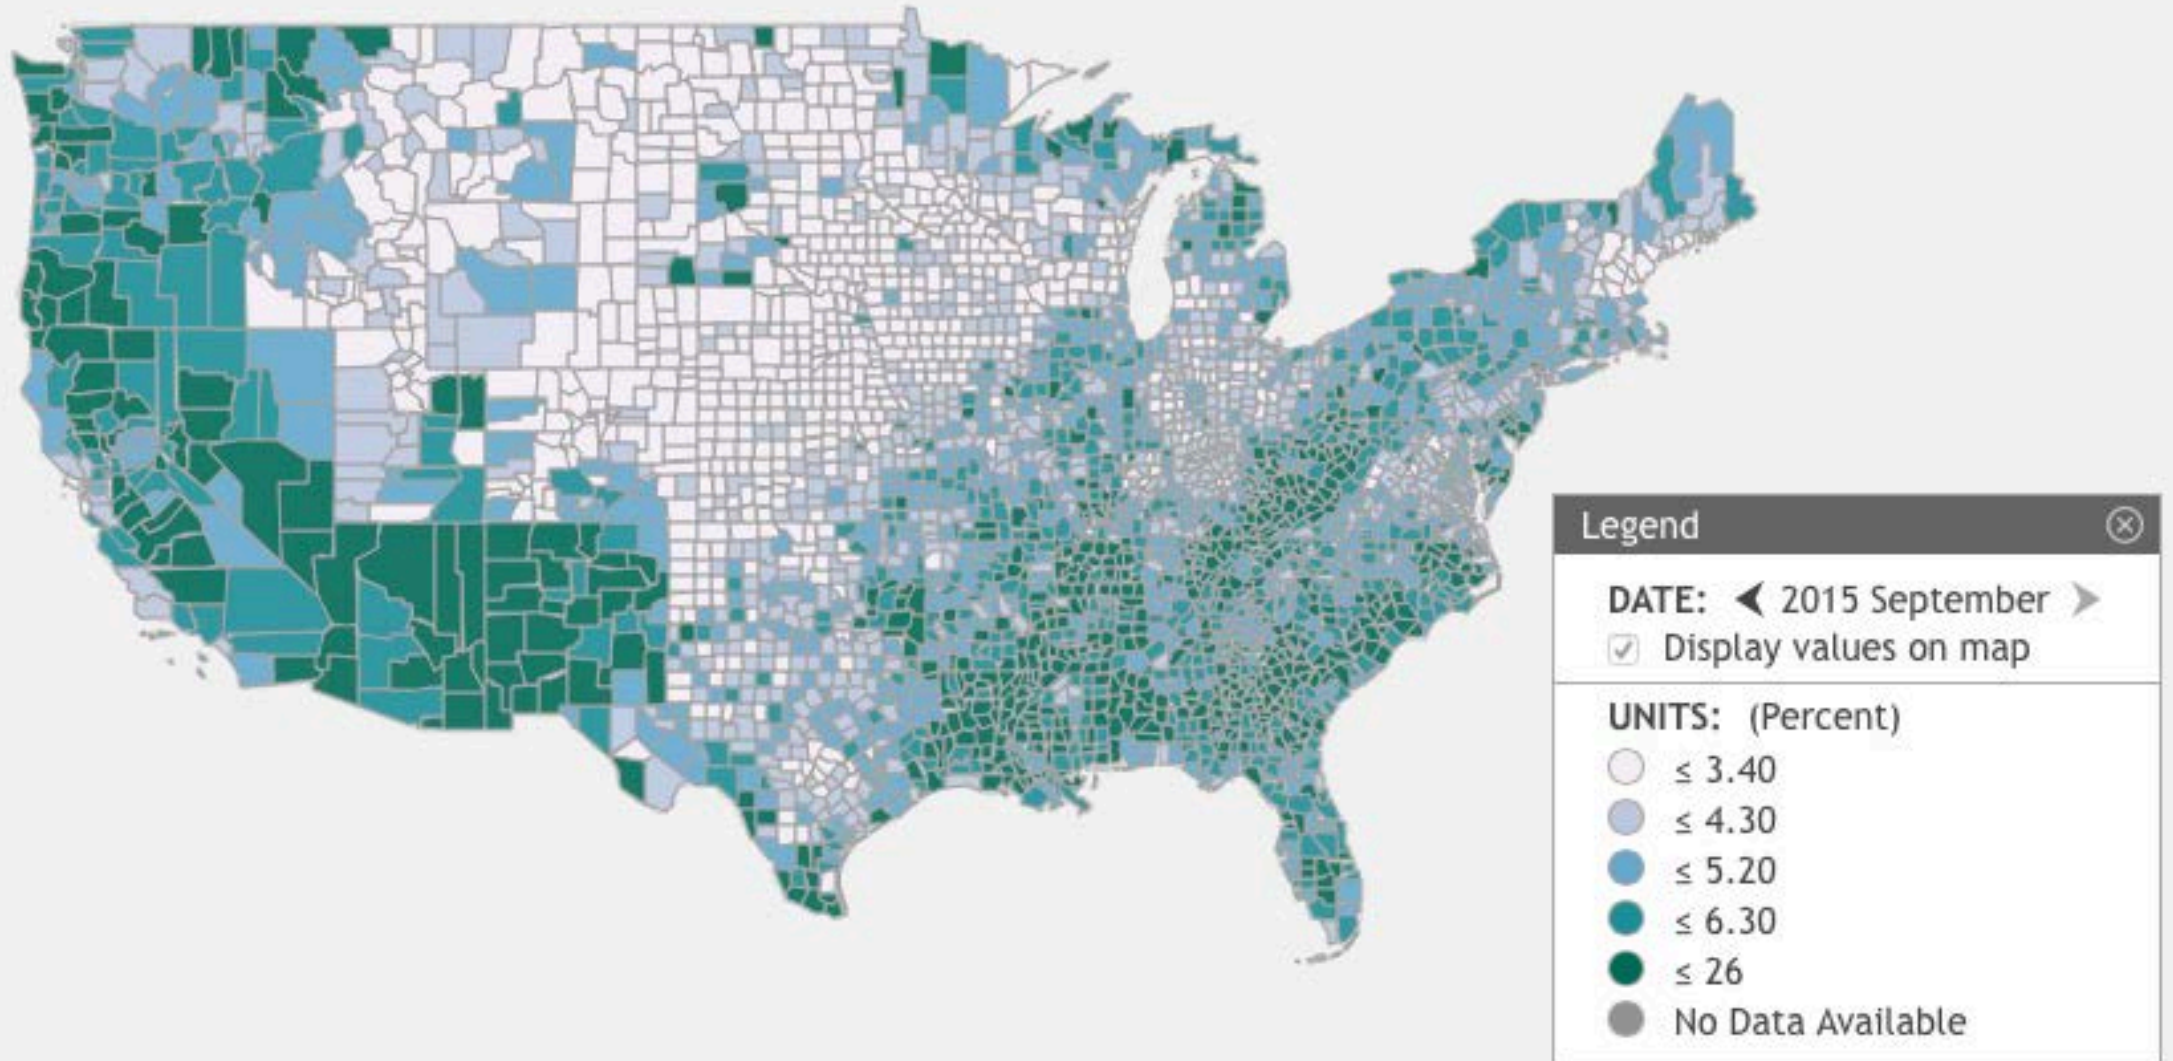 Legend
DATE: 2015 September
Display values on map
UNITS: (Percent)
≤ 3.40
≤ 4.30
≤ 5.20
≤ 6.30
≤ 26
No Data Available